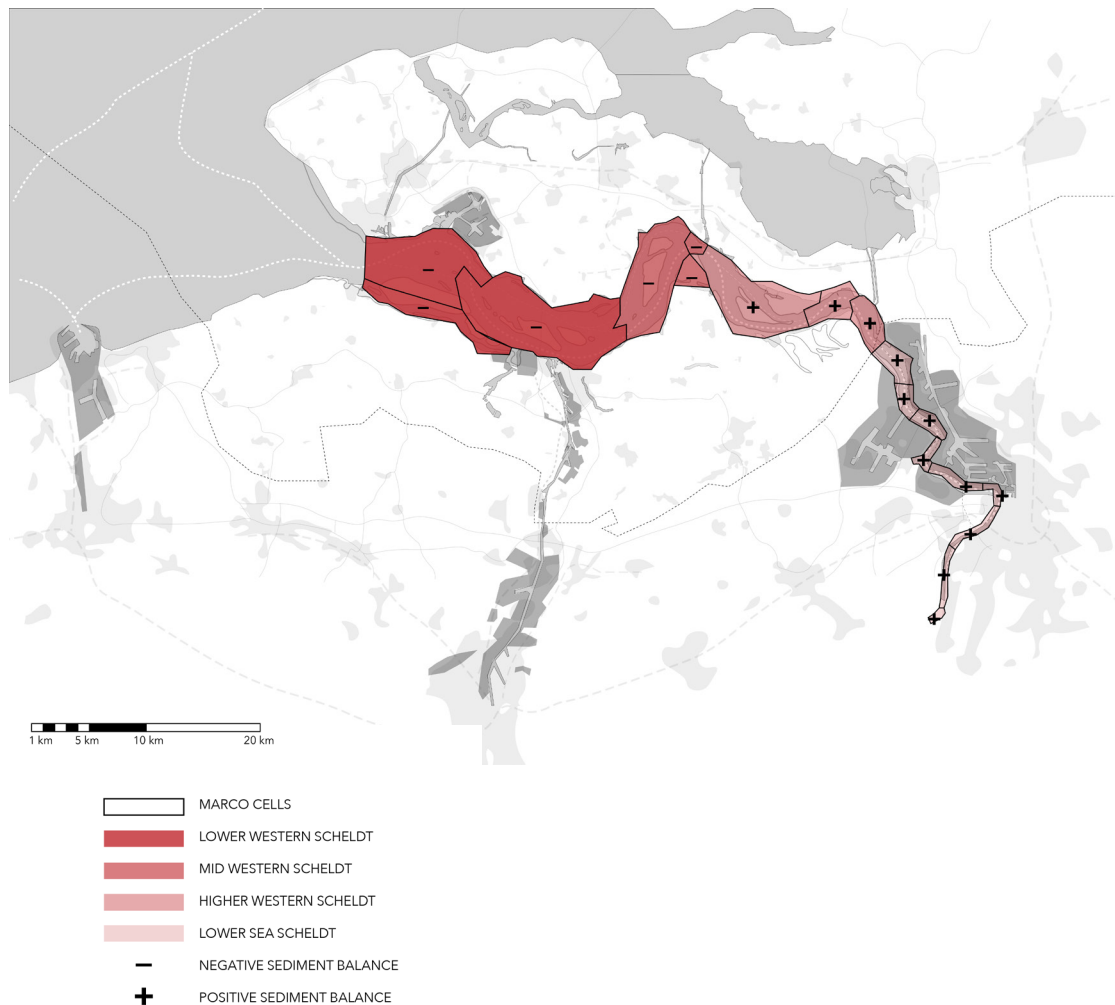 1 km 5 km 10 km 20 km
MARCO CELLS
LOWER WESTERN SCHELDT
MID WESTERN SCHELDT
HIGHER WESTERN SCHELDT
LOWER SEA SCHELDT
NEGATIVE SEDIMENT BALANCE
POSITIVE SEDIMENT BALANCE